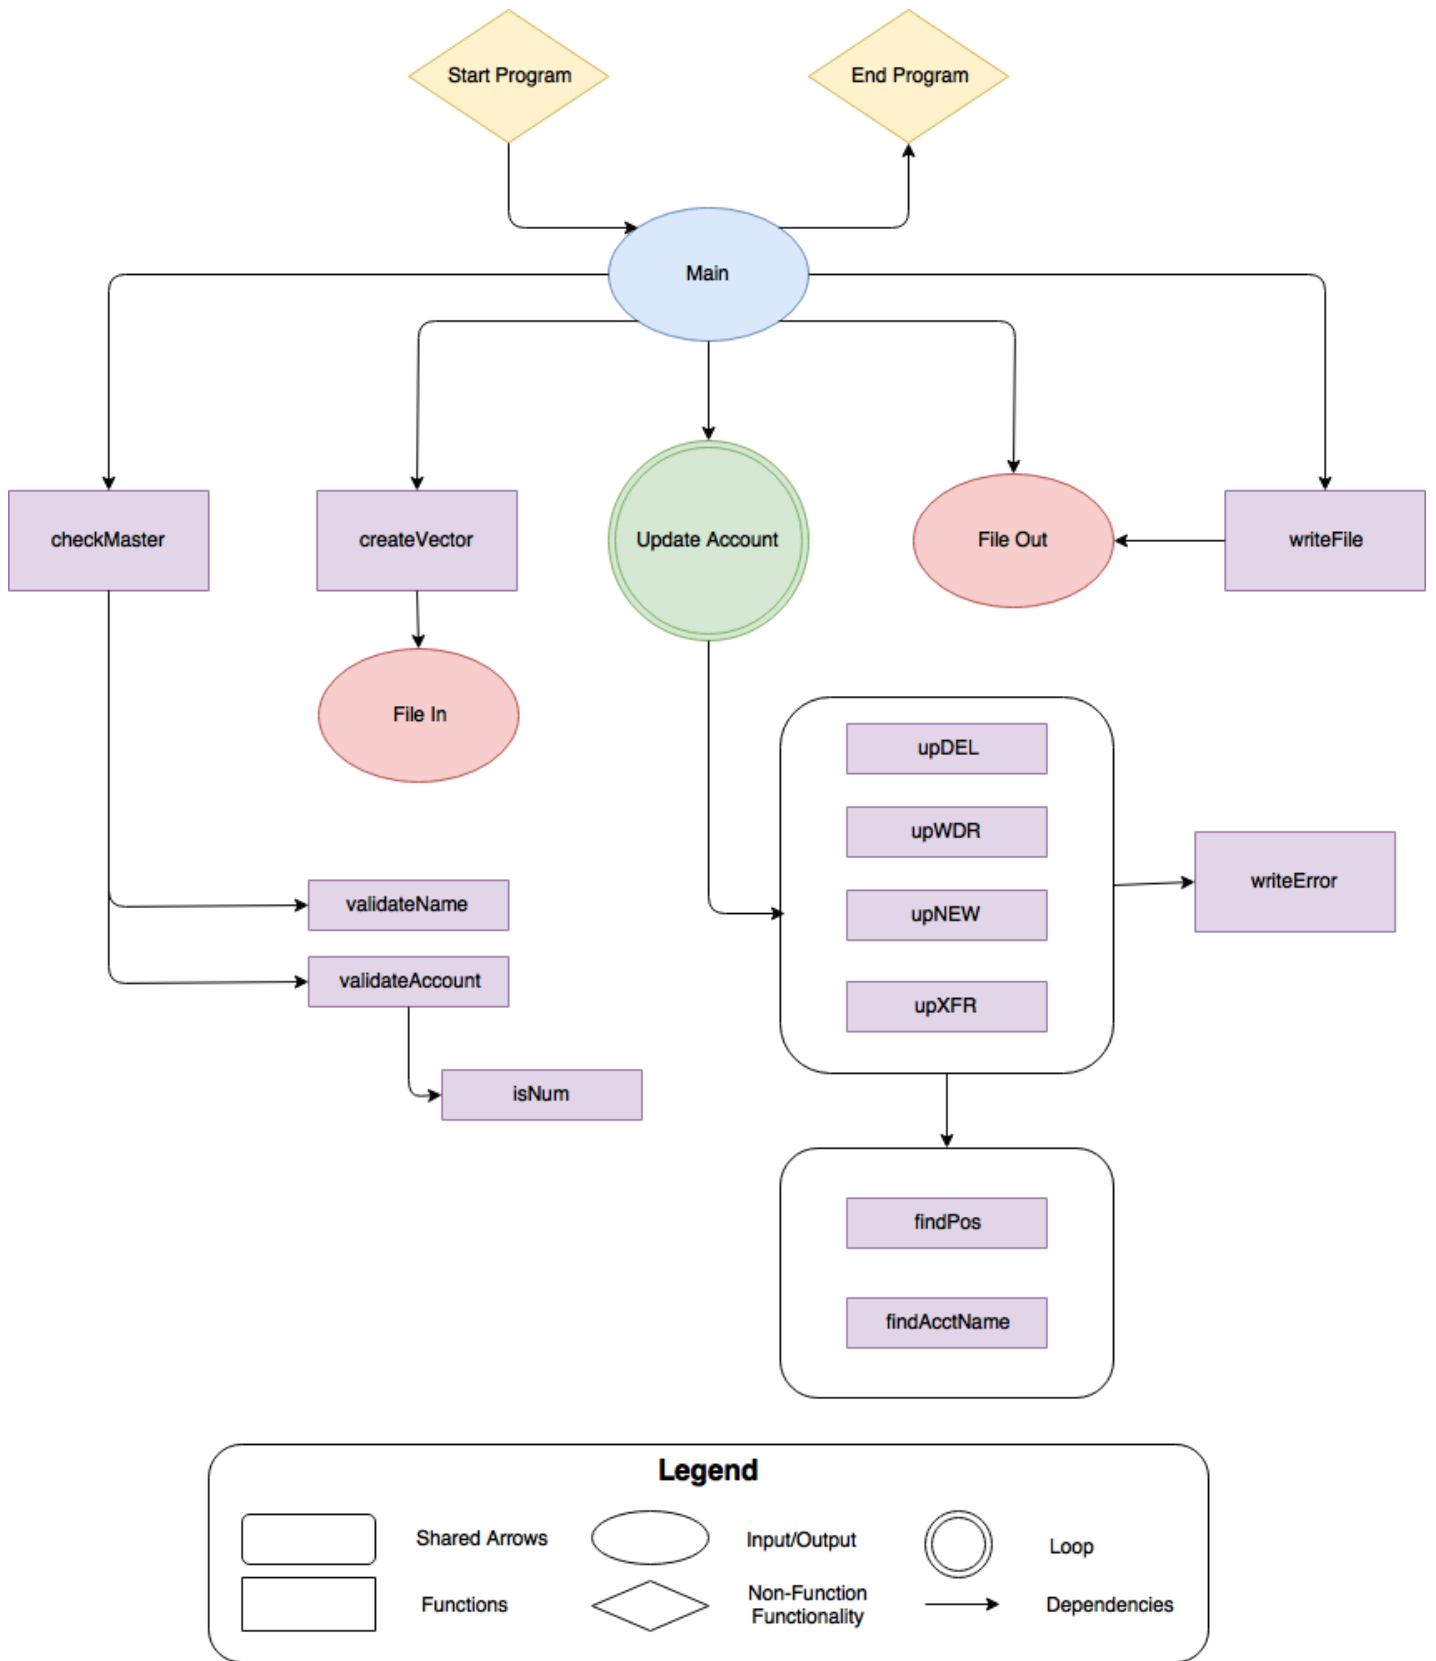 Start Program
End Program
Main
checkMaster
createVector
Update Account
File Out
writeFile
File In
upDEL
upWDR
upNEW
upXFR
writeError
validateName
validateAccount
isNum
findPos
findAcctName
Legend
Shared Arrows
Input/Output
Loop
Functions
Non-Function
Functionality
Dependencies